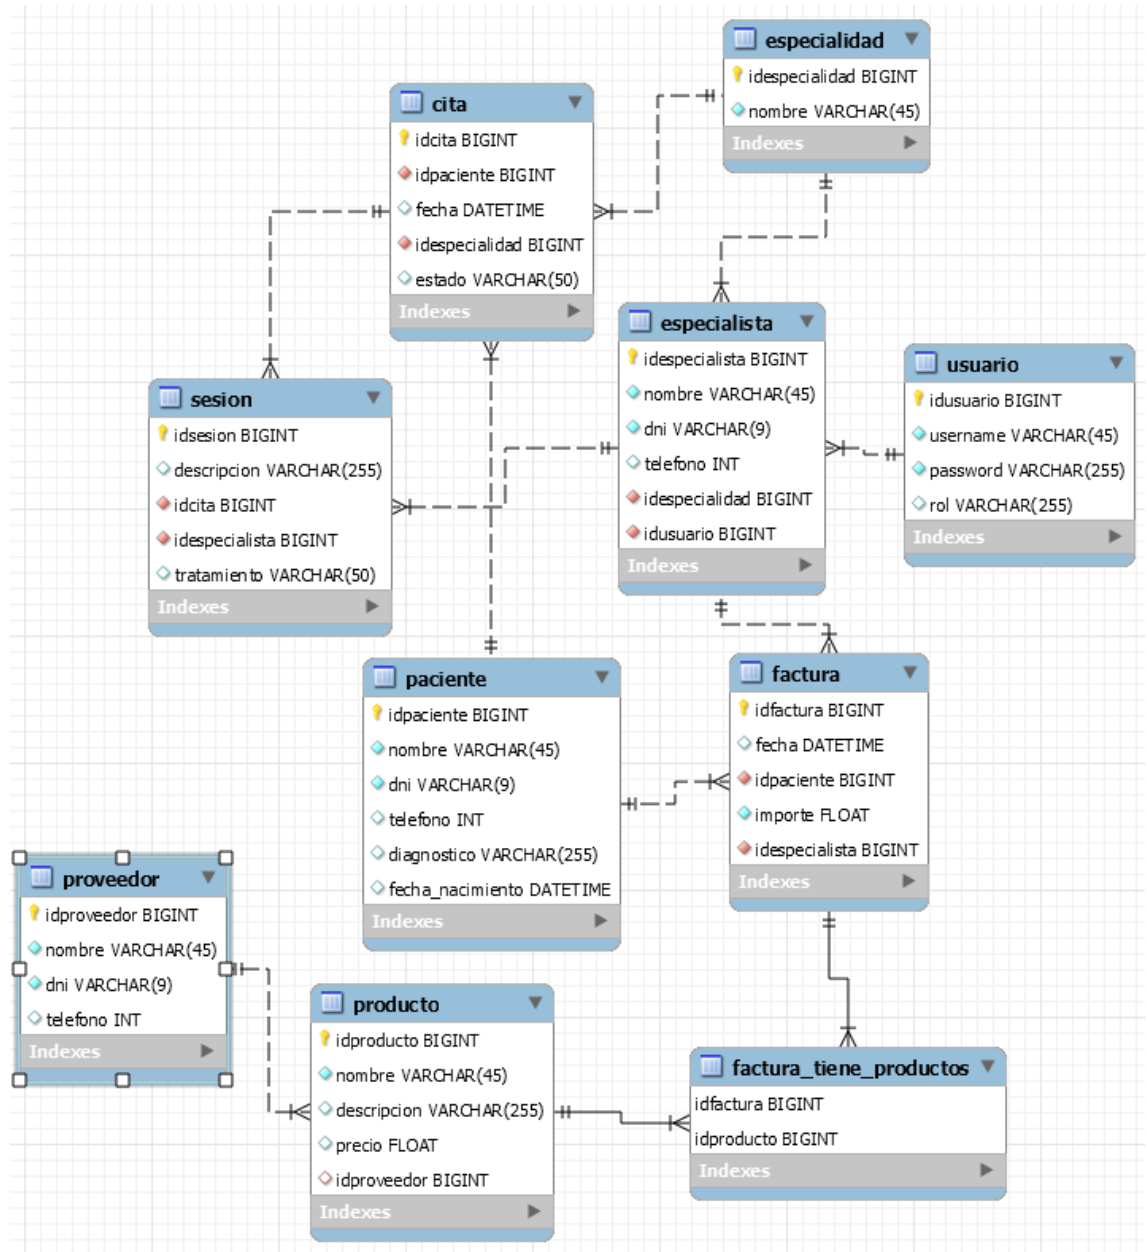 especialidad
idespecialidad BIGINT
nombre VARCHAR(45)
Indexes
cita
idcita BIGINT
idpaciente BIGINT
fecha DATETIME
idespecialidad BIGINT
estado VARCHAR(50)
Indexes
especialista
idespecialista BIGINT
nombre VARCHAR(45)
dni VARCHAR(9)
telefono INT
idespecialidad BIGINT
idusuario BIGINT
Indexes
usuario
idusuario BIGINT
username VARCHAR(45)
password VARCHAR(255)
rol VARCHAR(255)
Indexes
sesion
idsesion BIGINT
descripcion VARCHAR(255)
idcita BIGINT
idespecialista BIGINT
tratamiento VARCHAR(50)
Indexes
paciente
idpaciente BIGINT
nombre VARCHAR(45)
dni VARCHAR(9)
telefono INT
diagnostico VARCHAR(255)
fecha_nacimiento DATETIME
Indexes
factura
idfactura BIGINT
fecha DATETIME
idpaciente BIGINT
importe FLOAT
idespecialista BIGINT
Indexes
proveedor
idproveedor BIGINT
nombre VARCHAR(45)
dni VARCHAR(9)
telefono INT
Indexes
producto
idproducto BIGINT
nombre VARCHAR(45)
descripcion VARCHAR(255)
precio FLOAT
idproveedor BIGINT
Indexes
factura_tiene_productos
idfactura BIGINT
idproducto BIGINT
Indexes